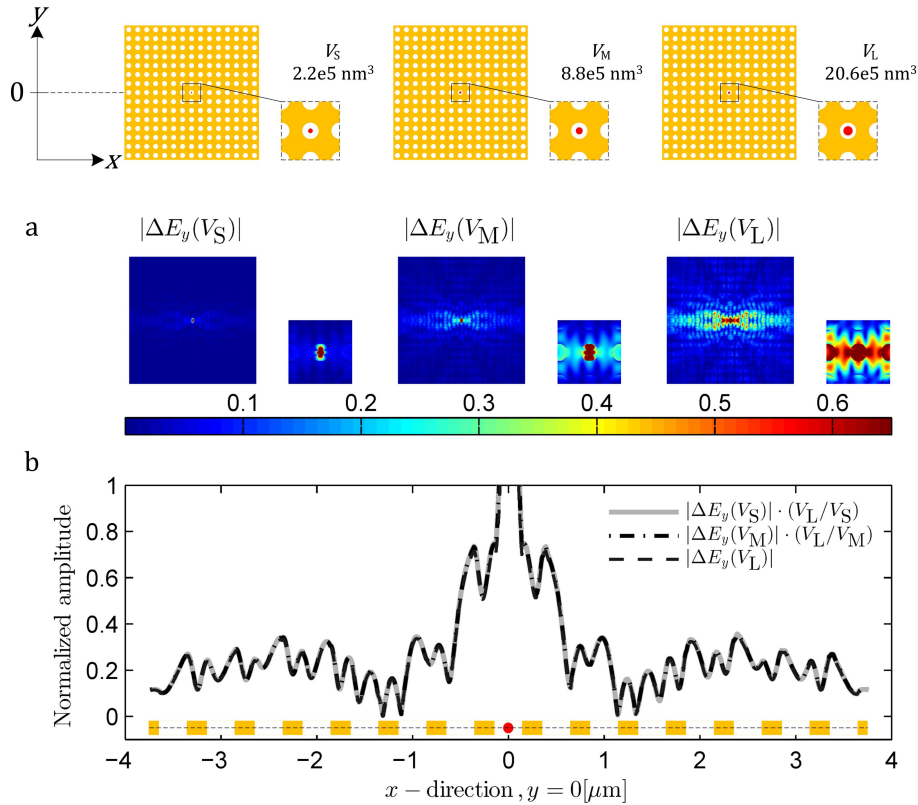 y
0
x
V_S
2.2e5 nm³
V_M
8.8e5 nm³
V_L
20.6e5 nm³
a
|ΔE_y(V_S)|
|ΔE_y(V_M)|
|ΔE_y(V_L)|
0.1 0.2 0.3 0.4 0.5 0.6
b
Normalized amplitude
1
0.8
0.6
0.4
0.2
0
|ΔE_y(V_S)| · (V_L/V_S)
|ΔE_y(V_M)| · (V_L/V_M)
|ΔE_y(V_L)|
−4 −3 −2 −1 0 1 2 3 4
x − direction, y = 0[μm]